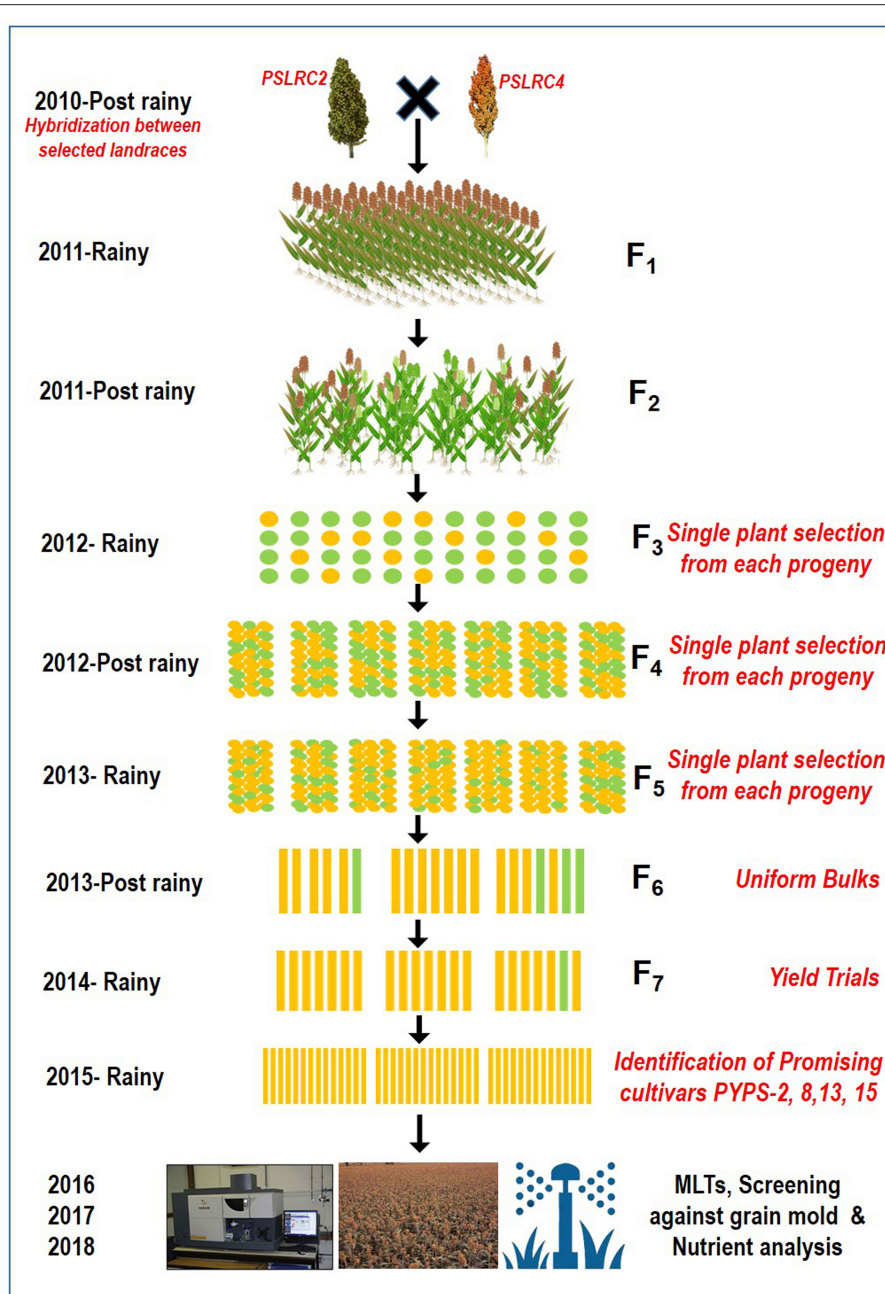 PSLRC2
PSLRC4
2010-Post rainy
Hybridization between
selected landraces
2011-Rainy
F1
2011-Post rainy
F2
2012- Rainy
F3
Single plant selection
from each progeny
2012-Post rainy
F4
Single plant selection
from each progeny
2013- Rainy
F5
Single plant selection
from each progeny
2013-Post rainy
F6
Uniform Bulks
2014- Rainy
F7
Yield Trials
2015- Rainy
Identification of Promising
cultivars PYPS-2, 8,13, 15
2016
2017
2018
MLTs, Screening
against grain mold &
Nutrient analysis